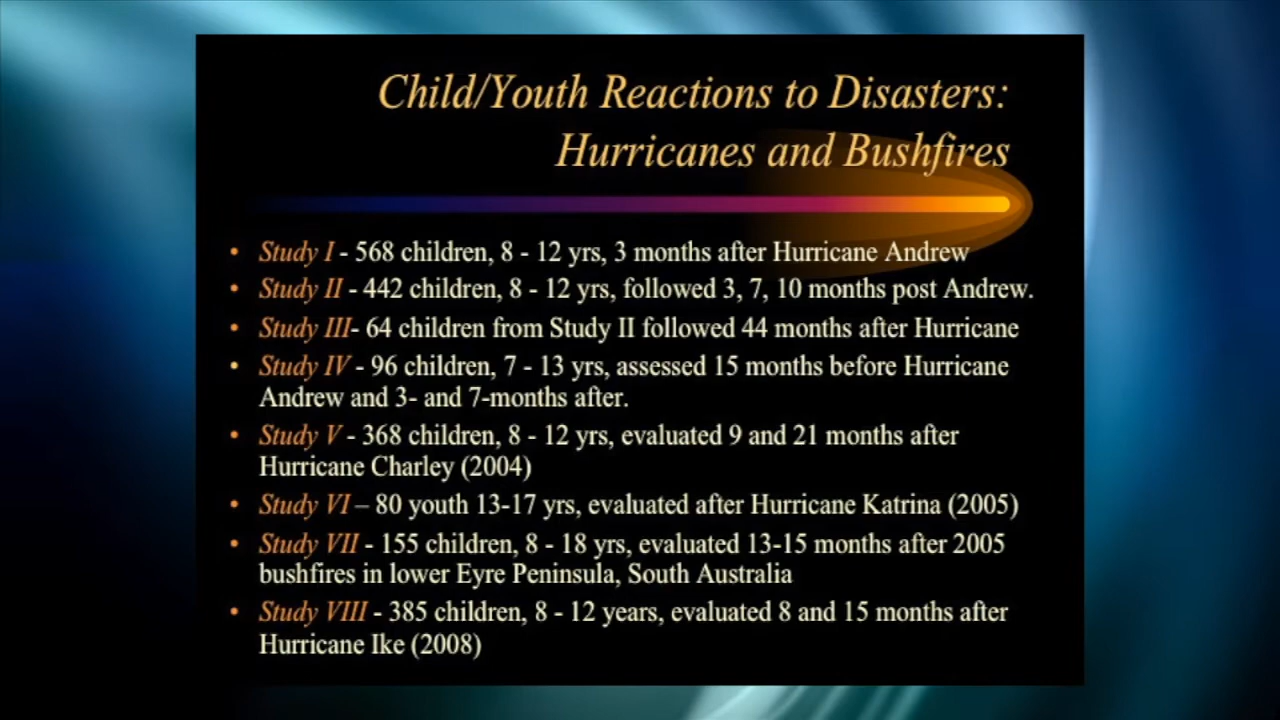 Child/Youth Reactions to Disasters:
Hurricanes and Bushfires
• Study I - 568 children, 8 - 12 yrs, 3 months after Hurricane Andrew
• Study II - 442 children, 8 - 12 yrs, followed 3, 7, 10 months post Andrew.
• Study III- 64 children from Study II followed 44 months after Hurricane
• Study IV - 96 children, 7 - 13 yrs, assessed 15 months before Hurricane
Andrew and 3- and 7-months after.
• Study V - 368 children, 8 - 12 yrs, evaluated 9 and 21 months after
Hurricane Charley (2004)
• Study VI – 80 youth 13-17 yrs, evaluated after Hurricane Katrina (2005)
• Study VII - 155 children, 8 - 18 yrs, evaluated 13-15 months after 2005
bushfires in lower Eyre Peninsula, South Australia
• Study VIII - 385 children, 8 - 12 years, evaluated 8 and 15 months after
Hurricane Ike (2008)